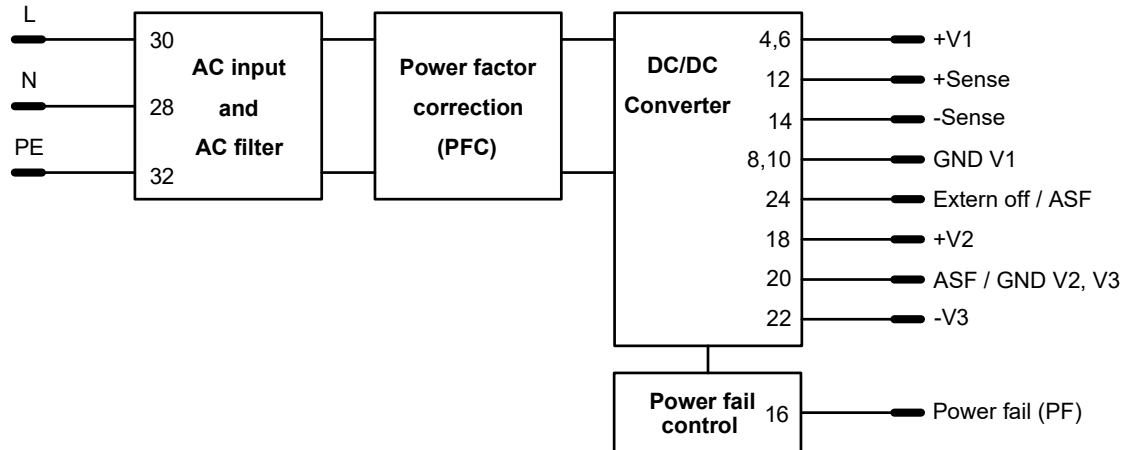 L
30
N
28
PE
32
AC input
and
AC filter
Power factor
correction
(PFC)
DC/DC
Converter
4,6 +V1
12 +Sense
14 -Sense
8,10 GND V1
24 Extern off / ASF
18 +V2
20 ASF / GND V2, V3
22 -V3
Power fail
control
16 Power fail (PF)